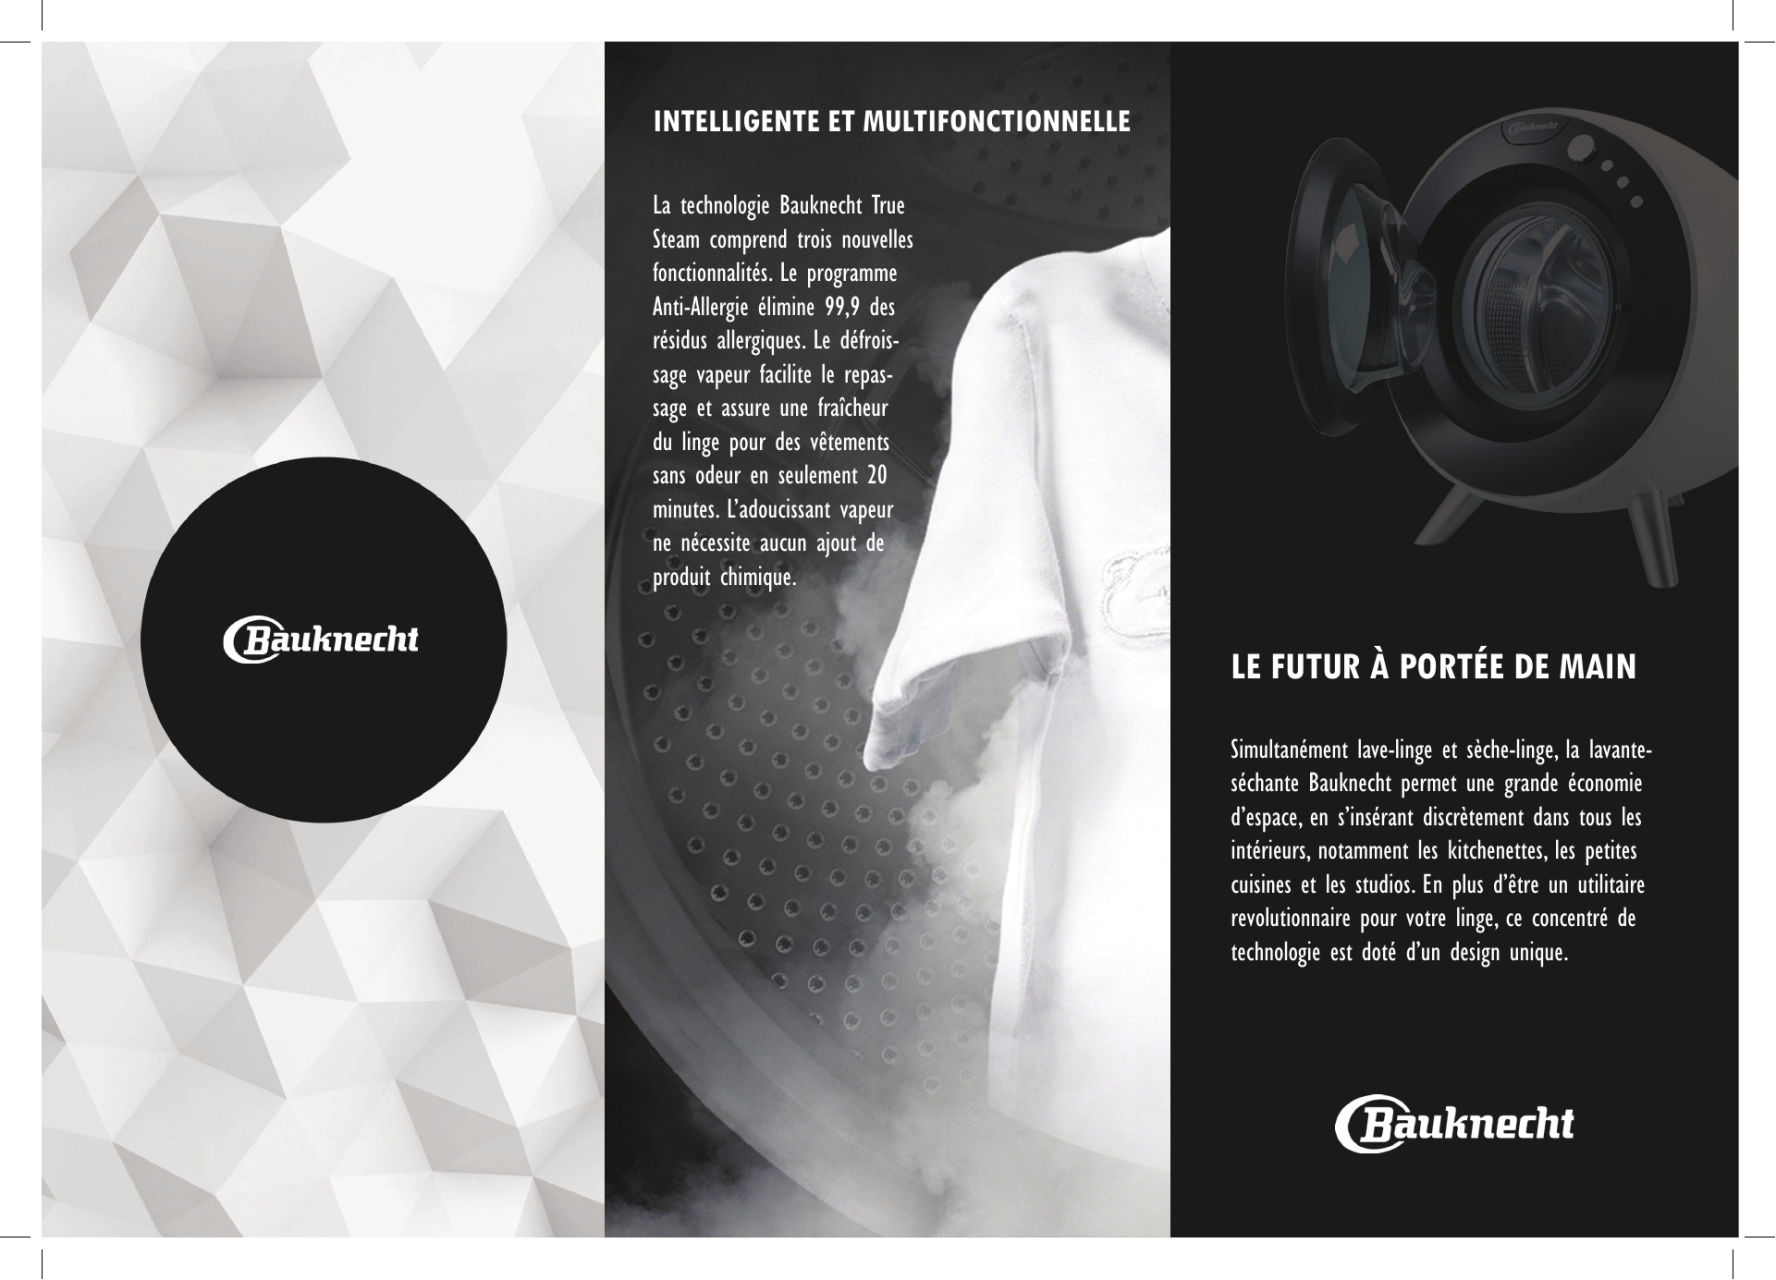 Bauknecht
INTELLIGENTE ET MULTIFONCTIONNELLE
La technologie Bauknecht True
Steam comprend trois nouvelles
fonctionnalités. Le programme
Anti-Allergie élimine 99,9 des
résidus allergiques. Le défrois-
sage vapeur facilite le repas-
sage et assure une fraîcheur
du linge pour des vêtements
sans odeur en seulement 20
minutes. L’adoucissant vapeur
ne nécessite aucun ajout de
produit chimique.
Bauknecht
LE FUTUR À PORTÉE DE MAIN
Simultanément lave-linge et sèche-linge, la lavante-
séchante Bauknecht permet une grande économie
d’espace, en s’insérant discrètement dans tous les
intérieurs, notamment les kitchenettes, les petites
cuisines et les studios. En plus d’être un utilitaire
revolutionnaire pour votre linge, ce concentré de
technologie est doté d’un design unique.
Bauknecht